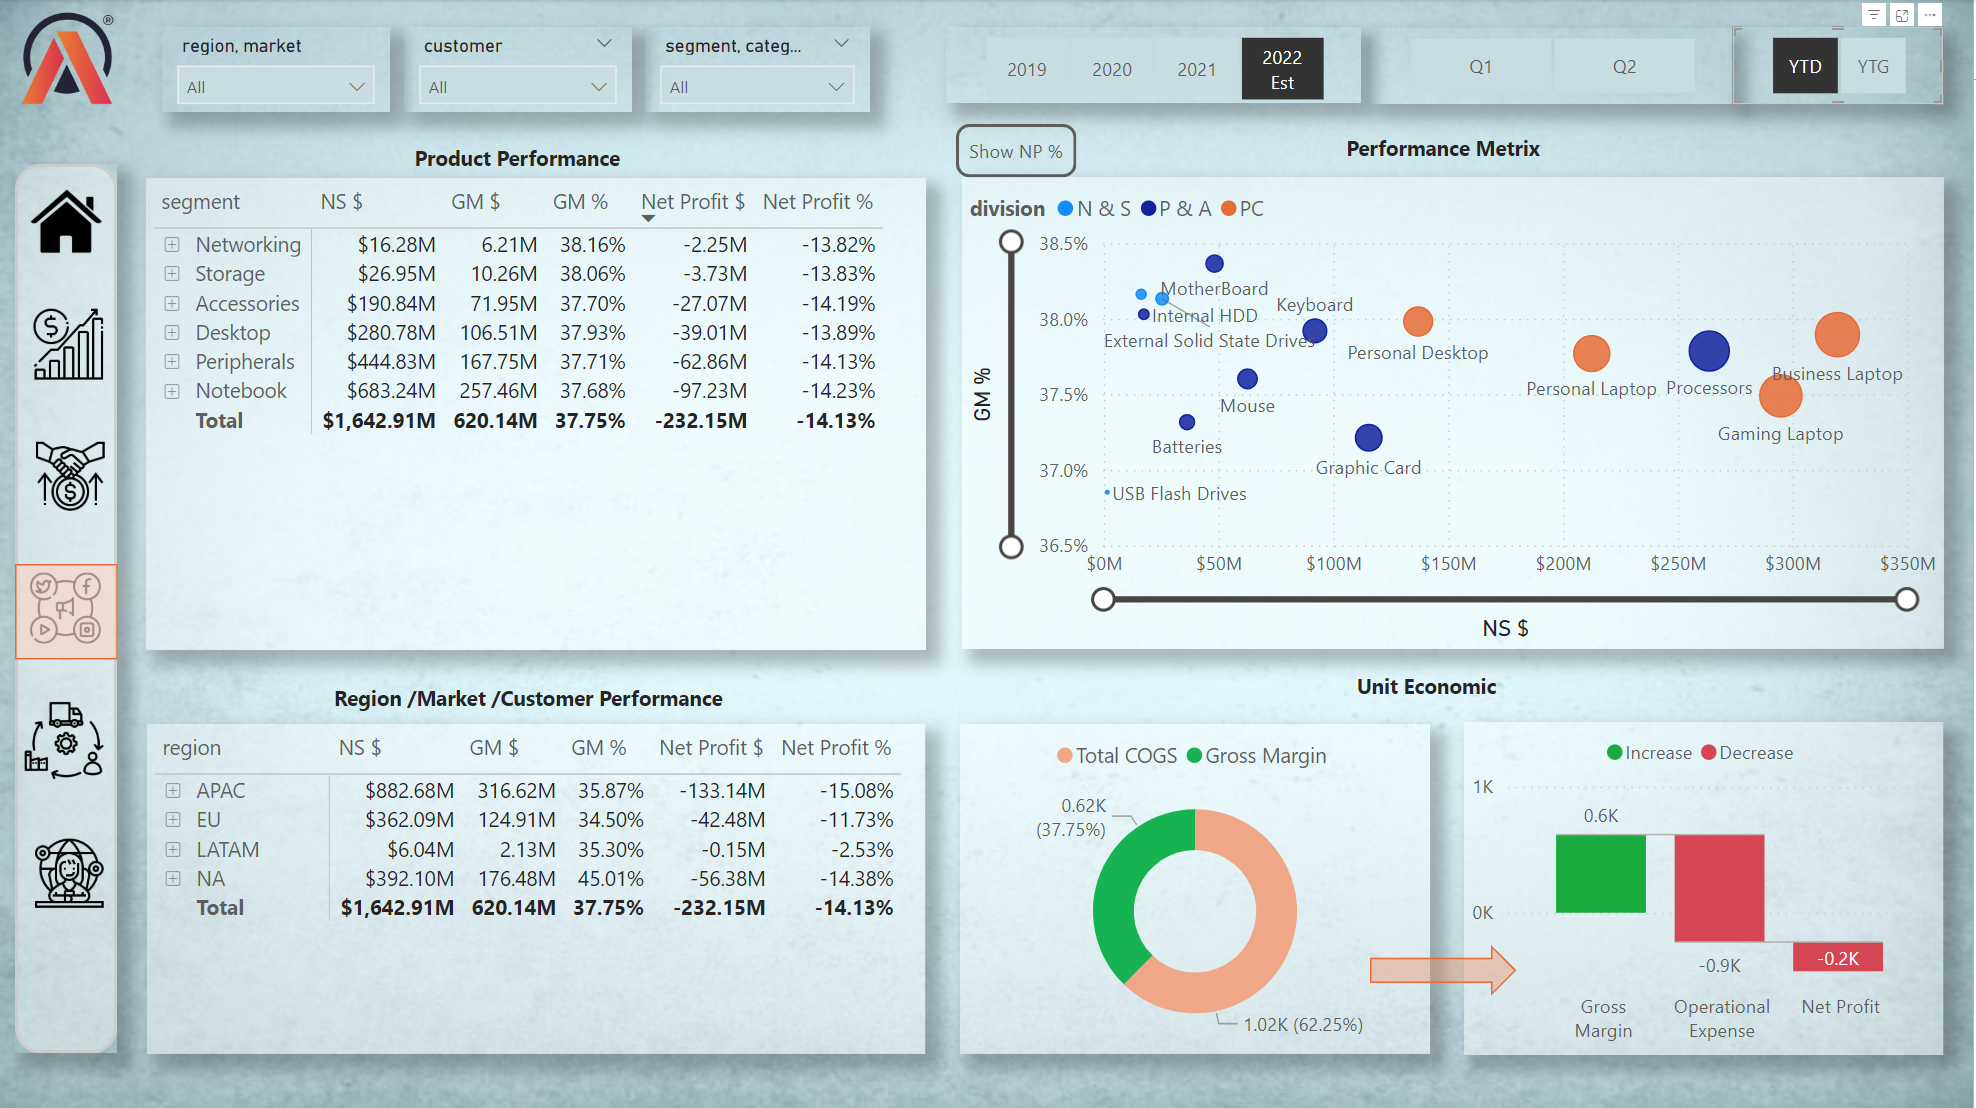 ®
region, market
All
customer
All
segment, categ...
All
2019
2020
2021
2022
Est
Q1
Q2
YTD
YTG
Product Performance
segment NS $ GM $ GM % Net Profit $ Net Profit %
Networking $16.28M 6.21M 38.16% -2.25M -13.82%
Storage $26.95M 10.26M 38.06% -3.73M -13.83%
Accessories $190.84M 71.95M 37.70% -27.07M -14.19%
Desktop $280.78M 106.51M 37.93% -39.01M -13.89%
Peripherals $444.83M 167.75M 37.71% -62.86M -14.13%
Notebook $683.24M 257.46M 37.68% -97.23M -14.23%
Total $1,642.91M 620.14M 37.75% -232.15M -14.13%
Show NP %
Performance Metrix
division N & S P & A PC
GM %
38.5%
38.0%
37.5%
37.0%
36.5%
MotherBoard
Keyboard
Internal HDD
External Solid State Drives
Personal Desktop
Business Laptop
Personal Laptop
Processors
Mouse
Gaming Laptop
Batteries
Graphic Card
USB Flash Drives
$0M $50M $100M $150M $200M $250M $300M $350M
NS $
Region /Market /Customer Performance
region NS $ GM $ GM % Net Profit $ Net Profit %
APAC $882.68M 316.62M 35.87% -133.14M -15.08%
EU $362.09M 124.91M 34.50% -42.48M -11.73%
LATAM $6.04M 2.13M 35.30% -0.15M -2.53%
NA $392.10M 176.48M 45.01% -56.38M -14.38%
Total $1,642.91M 620.14M 37.75% -232.15M -14.13%
Unit Economic
Total COGS Gross Margin
0.62K
(37.75%)
1.02K (62.25%)
Increase Decrease
1K
0K
0.6K
-0.9K
-0.2K
Gross
Margin
Operational
Expense
Net Profit